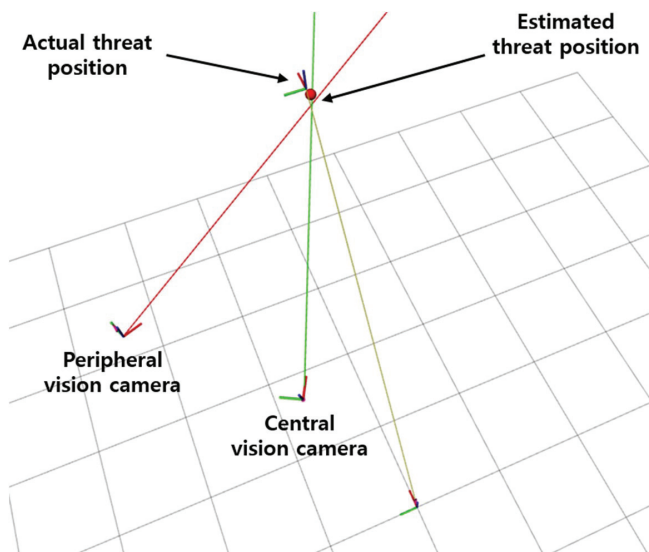 Actual threat
position
Estimated
threat position
Peripheral
vision camera
Central
vision camera